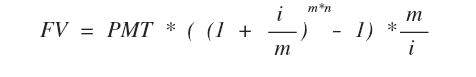 FV = PMT * ( (1 + i/m)^m*n - 1) * m/i